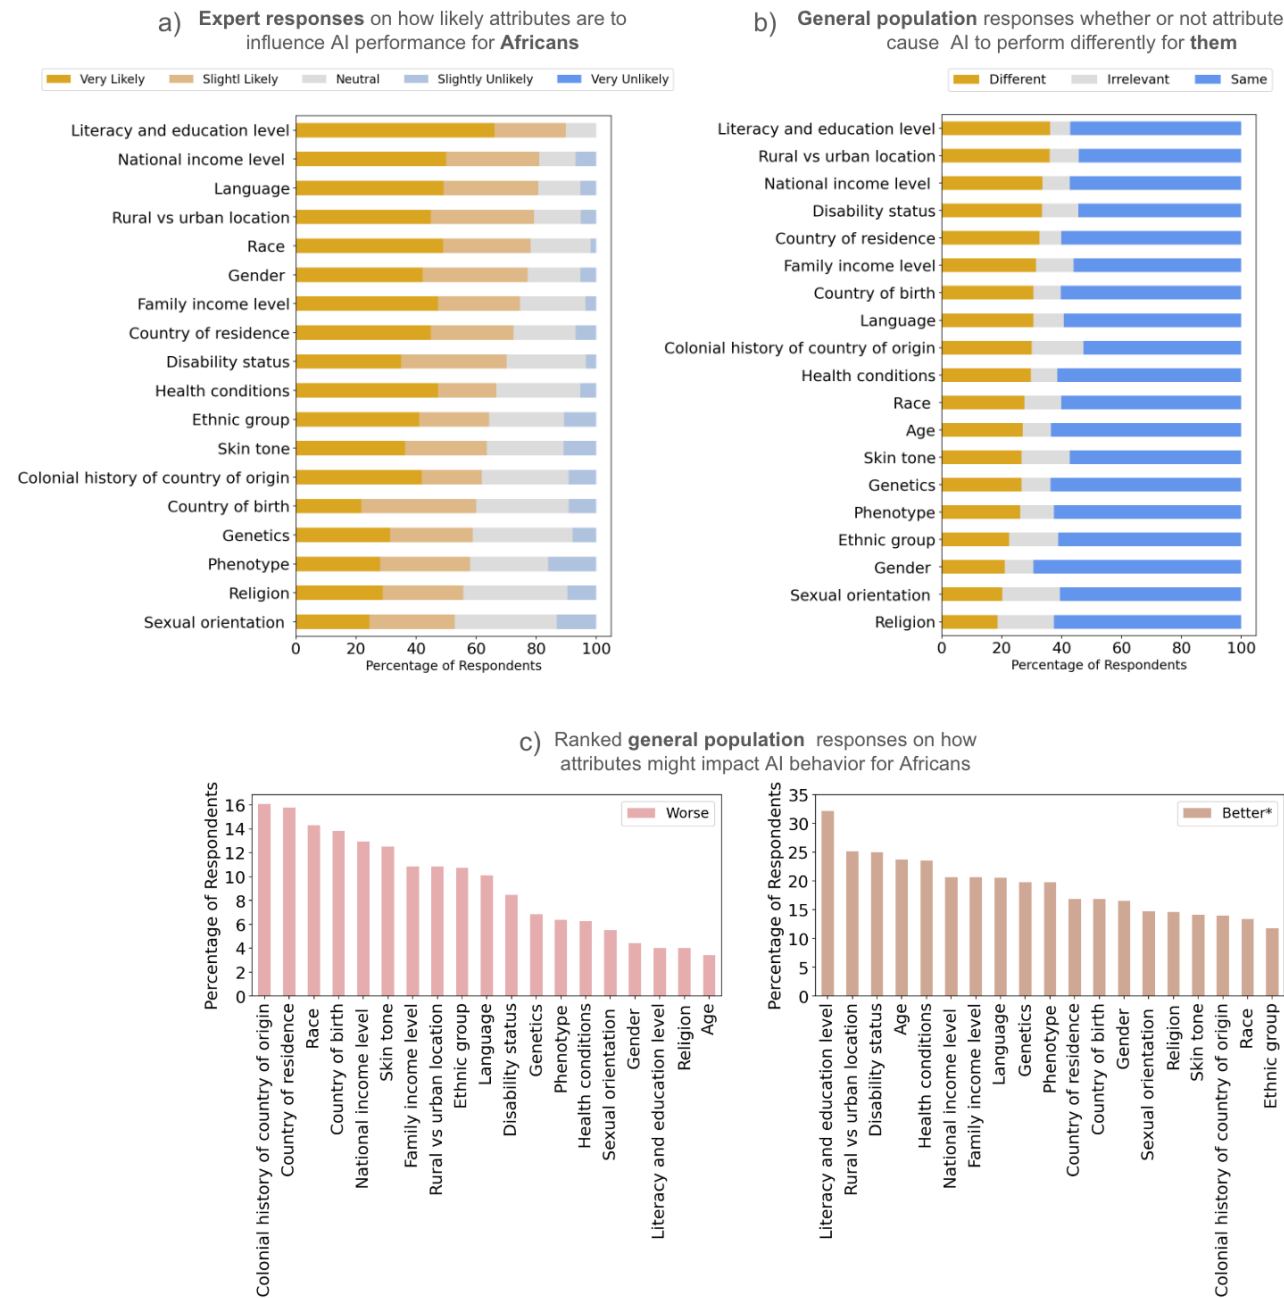 a) Expert responses on how likely attributes are to
influence AI performance for Africans
Very Likely Slightl Likely Neutral Slightly Unlikely Very Unlikely
Literacy and education level
National income level
Language
Rural vs urban location
Race
Gender
Family income level
Country of residence
Disability status
Health conditions
Ethnic group
Skin tone
Colonial history of country of origin
Country of birth
Genetics
Phenotype
Religion
Sexual orientation
0 20 40 60 80 100
Percentage of Respondents
b) General population responses whether or not attribute
cause AI to perform differently for them
Different Irrelevant Same
Literacy and education level
Rural vs urban location
National income level
Disability status
Country of residence
Family income level
Country of birth
Language
Colonial history of country of origin
Health conditions
Race
Age
Skin tone
Genetics
Phenotype
Ethnic group
Gender
Sexual orientation
Religion
0 20 40 60 80 100
Percentage of Respondents
c) Ranked general population responses on how
attributes might impact AI behavior for Africans
Percentage of Respondents
16
14
12
10
8
6
4
2
0
Worse
Colonial history of country of origin
Country of residence
Race
Country of birth
National income level
Skin tone
Family income level
Rural vs urban location
Ethnic group
Language
Disability status
Genetics
Phenotype
Health conditions
Sexual orientation
Gender
Literacy and education level
Religion
Age
Percentage of Respondents
35
30
25
20
15
10
5
0
Better*
Literacy and education level
Rural vs urban location
Disability status
Age
Health conditions
National income level
Family income level
Language
Genetics
Phenotype
Country of residence
Country of birth
Gender
Sexual orientation
Religion
Skin tone
Colonial history of country of origin
Race
Ethnic group